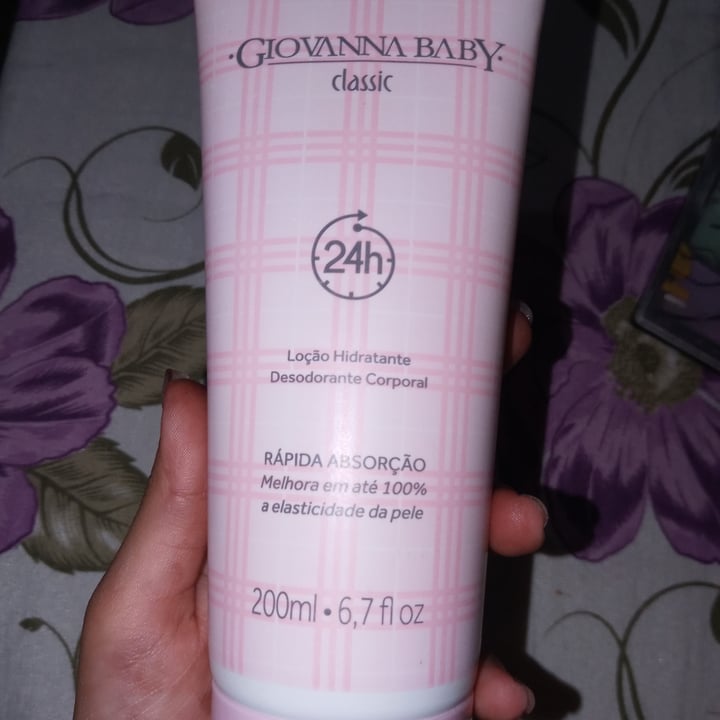 ·GIOVANNA BABY·
classic
24h
Loção Hidratante
Desodorante Corporal
RÁPIDA ABSORÇÃO
Melhora em até 100%
a elasticidade da pele
200ml • 6,7 fl oz